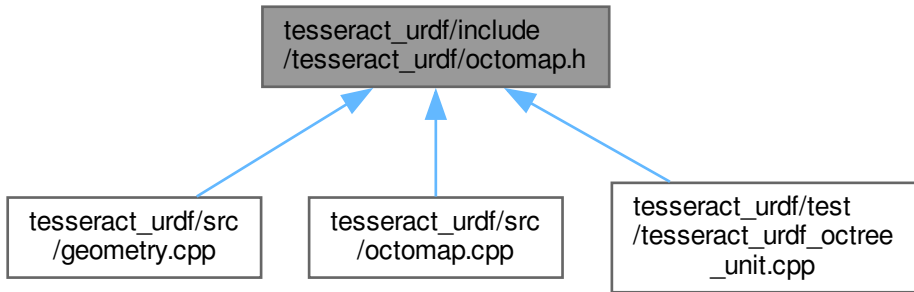 tesseract_urdf/include
/tesseract_urdf/octomap.h
tesseract_urdf/src
/geometry.cpp
tesseract_urdf/src
/octomap.cpp
tesseract_urdf/test
/tesseract_urdf_octree
_unit.cpp